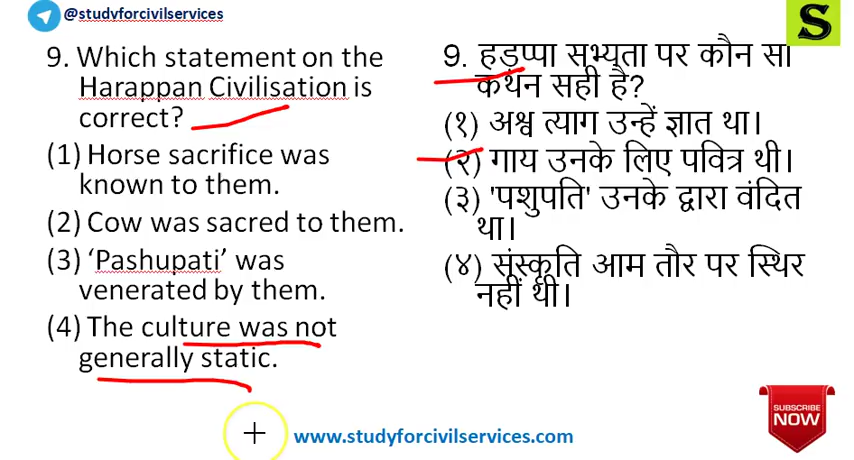 @studyforcivilservices
S
9. Which statement on the
Harappan Civilisation is
correct?
(1) Horse sacrifice was
known to them.
(2) Cow was sacred to them.
(3) ‘Pashupati’ was
venerated by them.
(4) The culture was not
generally static.
9. हड़प्पा सभ्यता पर कौन सा
कथन सही है?
(१) अश्व त्याग उन्हें ज्ञात था।
(२) गाय उनके लिए पवित्र थी।
(३) 'पशुपति' उनके द्वारा वंदित
था।
(४) संस्कृति आम तौर पर स्थिर
नहीं थी।
SUBSCRIBE
NOW
www.studyforcivilservices.com